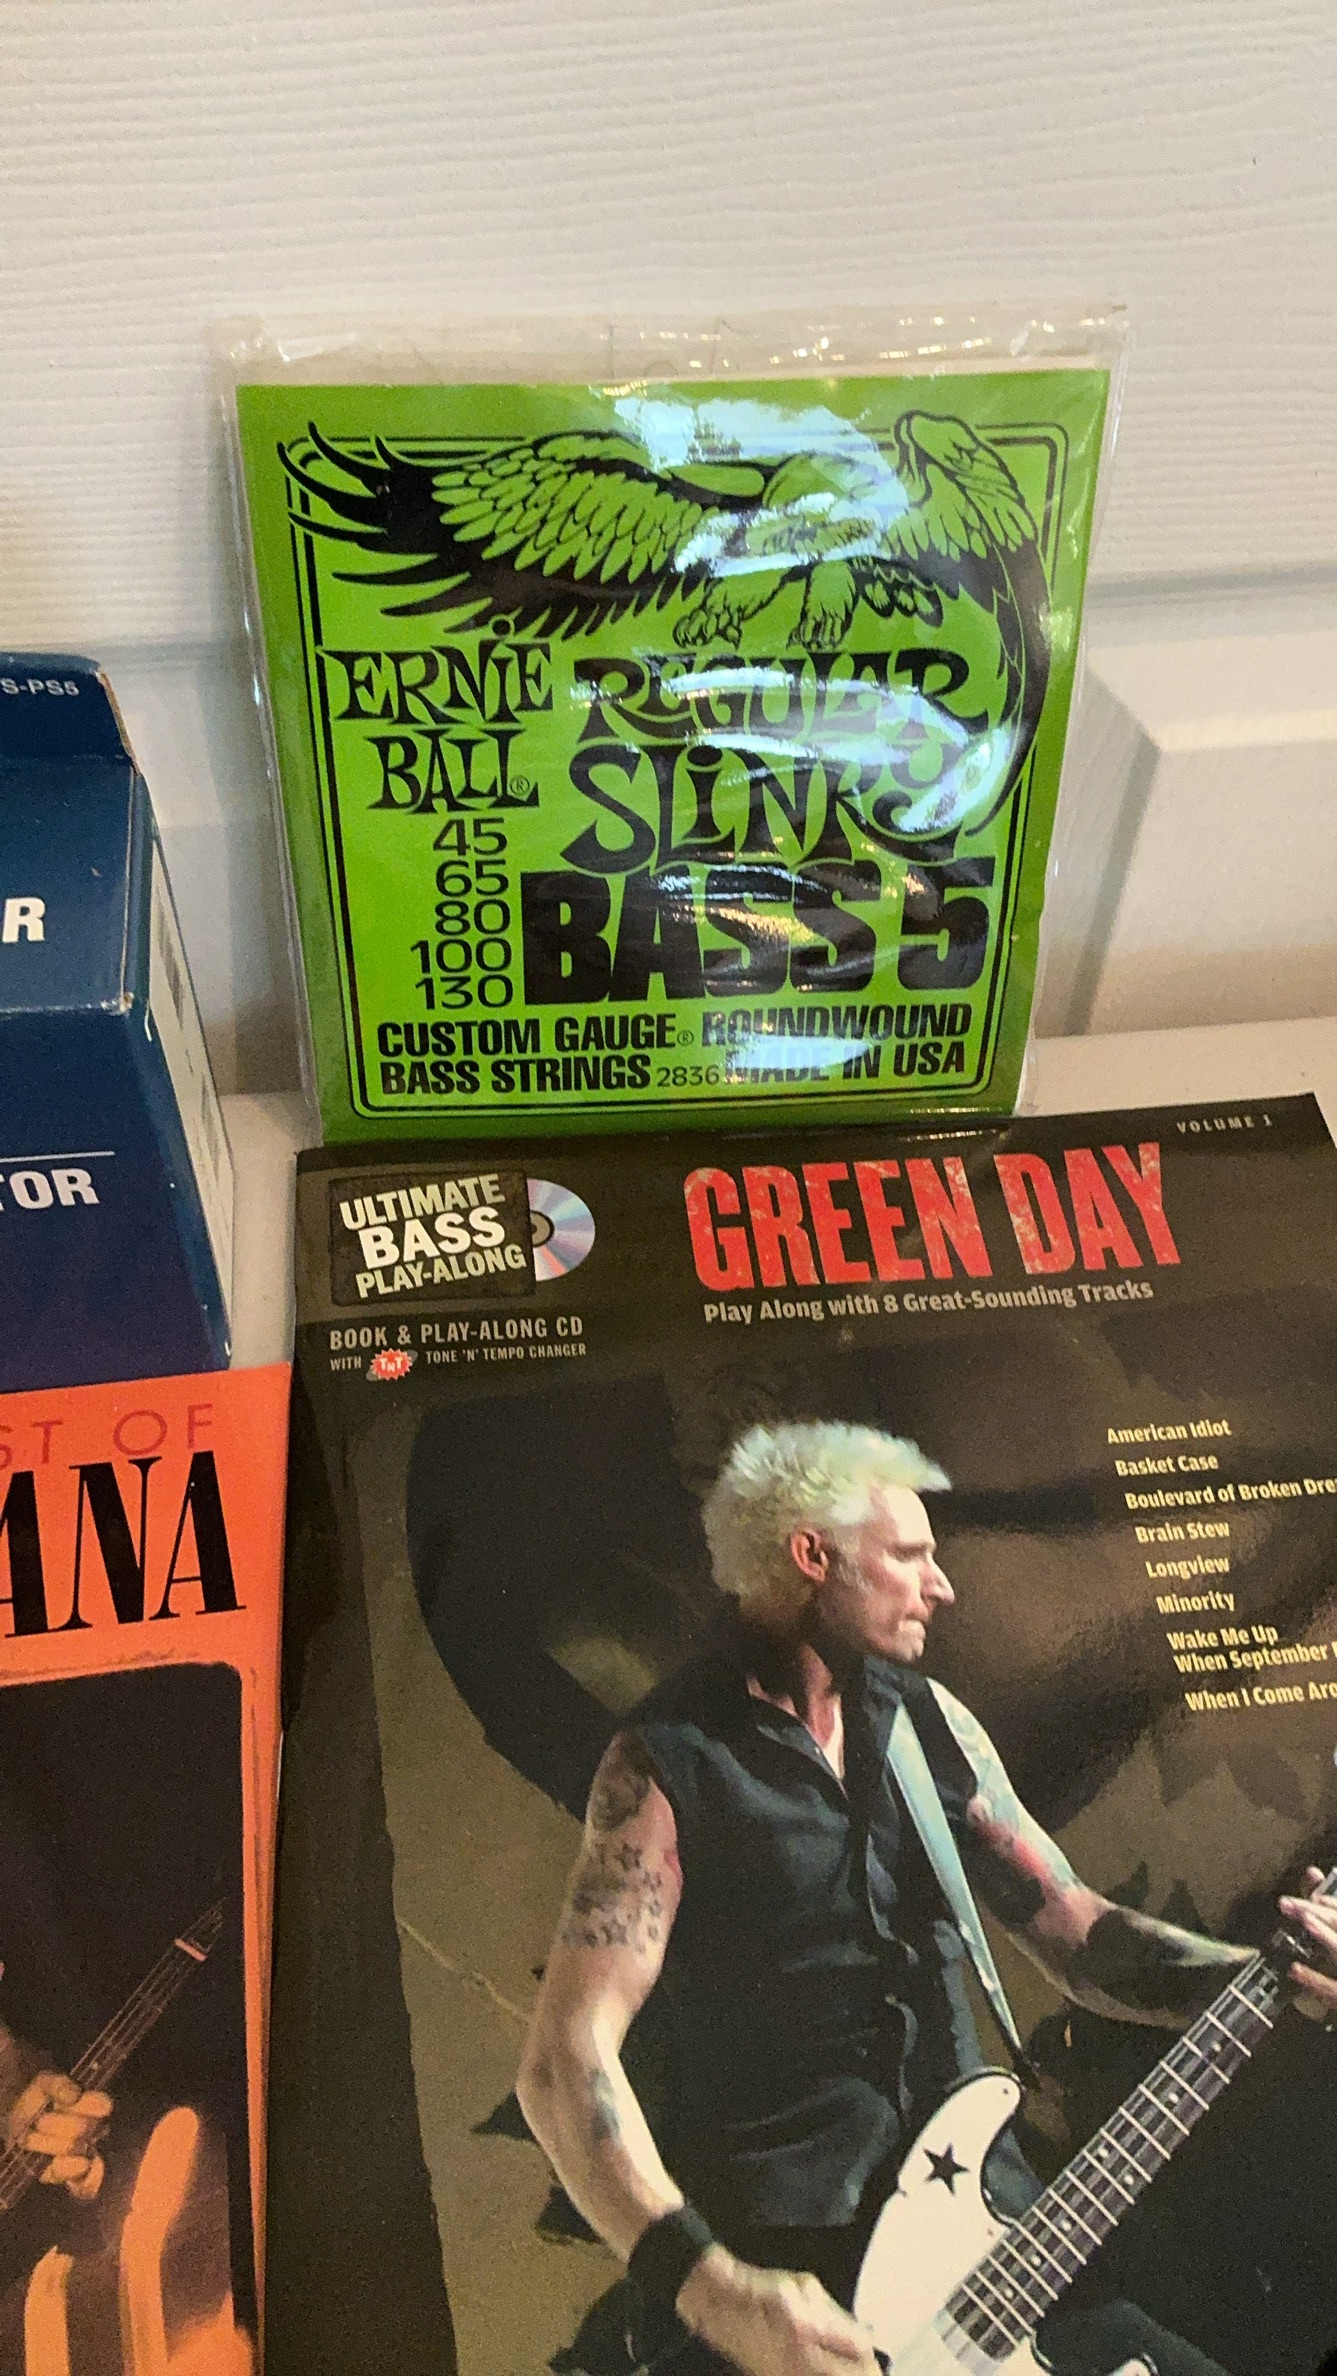 S-PS5
R
TOR
ERNIE
BALL®
REGULAR
SLINKY
BASS 5
45
65
80
100
130
CUSTOM GAUGE® ROUNDWOUND
BASS STRINGS 2836 MADE IN USA
VOLUME 1
ULTIMATE
BASS
PLAY-ALONG
GREEN DAY
Play Along with 8 Great-Sounding Tracks
BOOK & PLAY-ALONG CD
WITH TNT TONE 'N' TEMPO CHANGER
American Idiot
Basket Case
Boulevard of Broken Dre
Brain Stew
Longview
Minority
Wake Me Up
When September
When I Come Aro
ST OF
ANA